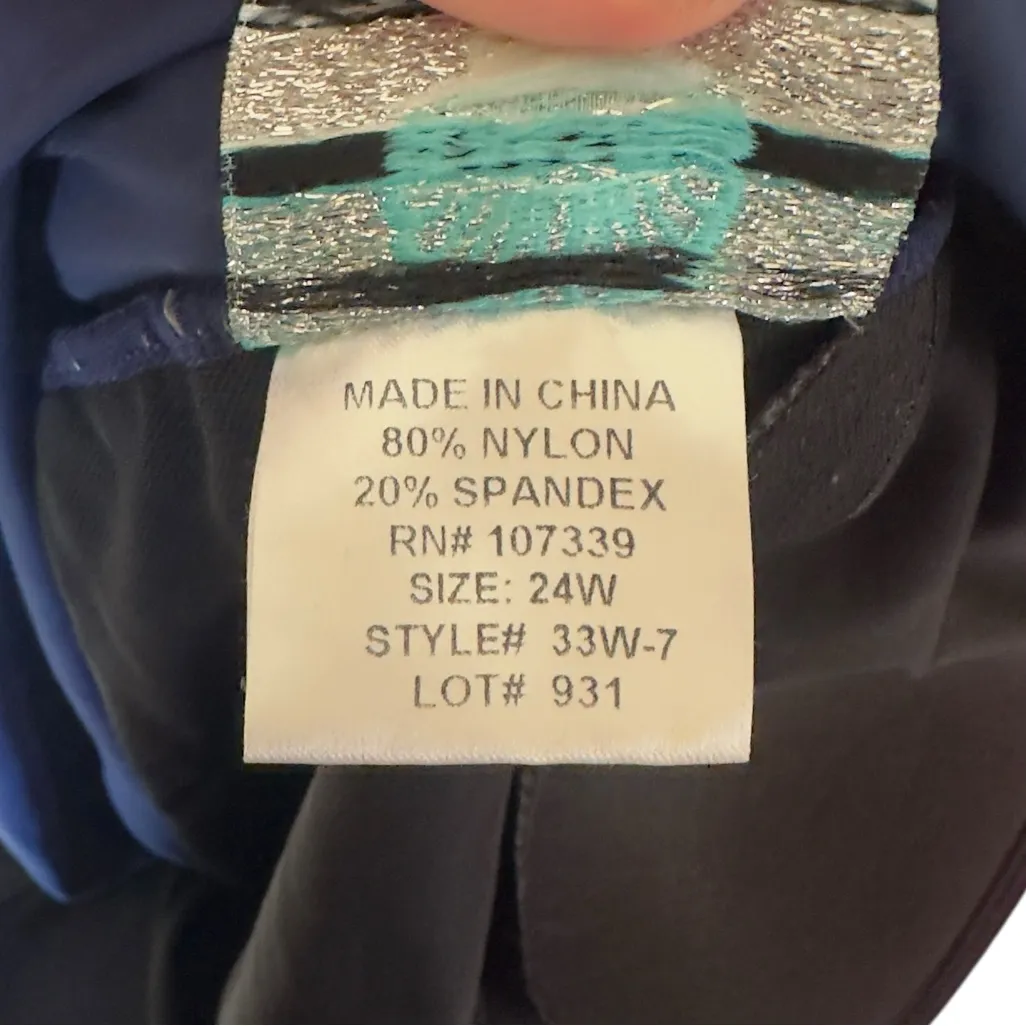 MADE IN CHINA
80% NYLON
20% SPANDEX
RN# 107339
SIZE: 24W
STYLE# 33W-7
LOT# 931